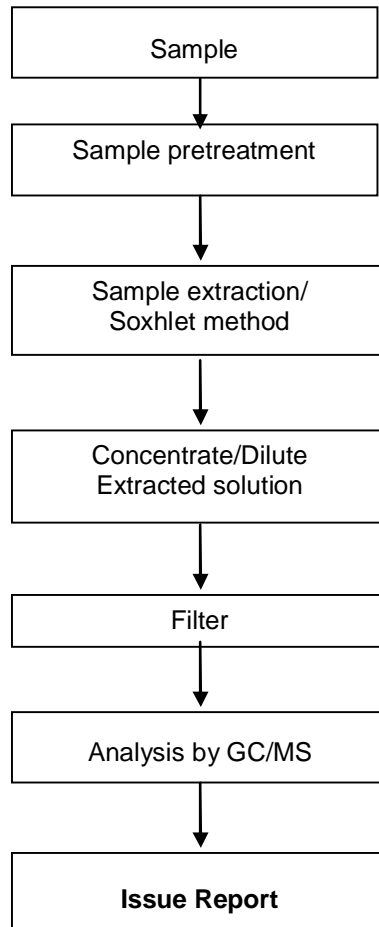 Sample
Sample pretreatment
Sample extraction/
Soxhlet method
Concentrate/Dilute
Extracted solution
Filter
Analysis by GC/MS
Issue Report